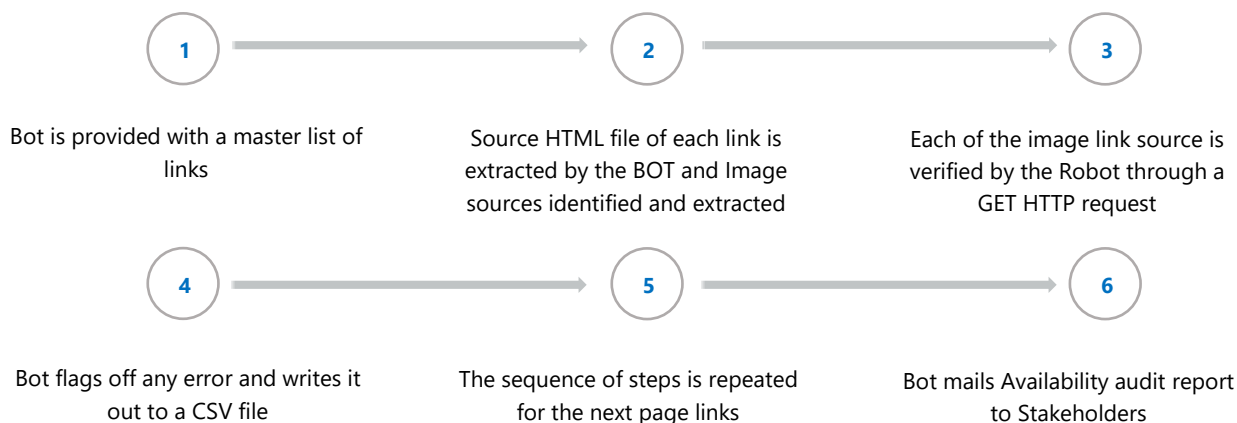 1
2
3
Bot is provided with a master list of
links
Source HTML file of each link is
extracted by the BOT and Image
sources identified and extracted
Each of the image link source is
verified by the Robot through a
GET HTTP request
4
5
6
Bot flags off any error and writes it
out to a CSV file
The sequence of steps is repeated
for the next page links
Bot mails Availability audit report
to Stakeholders